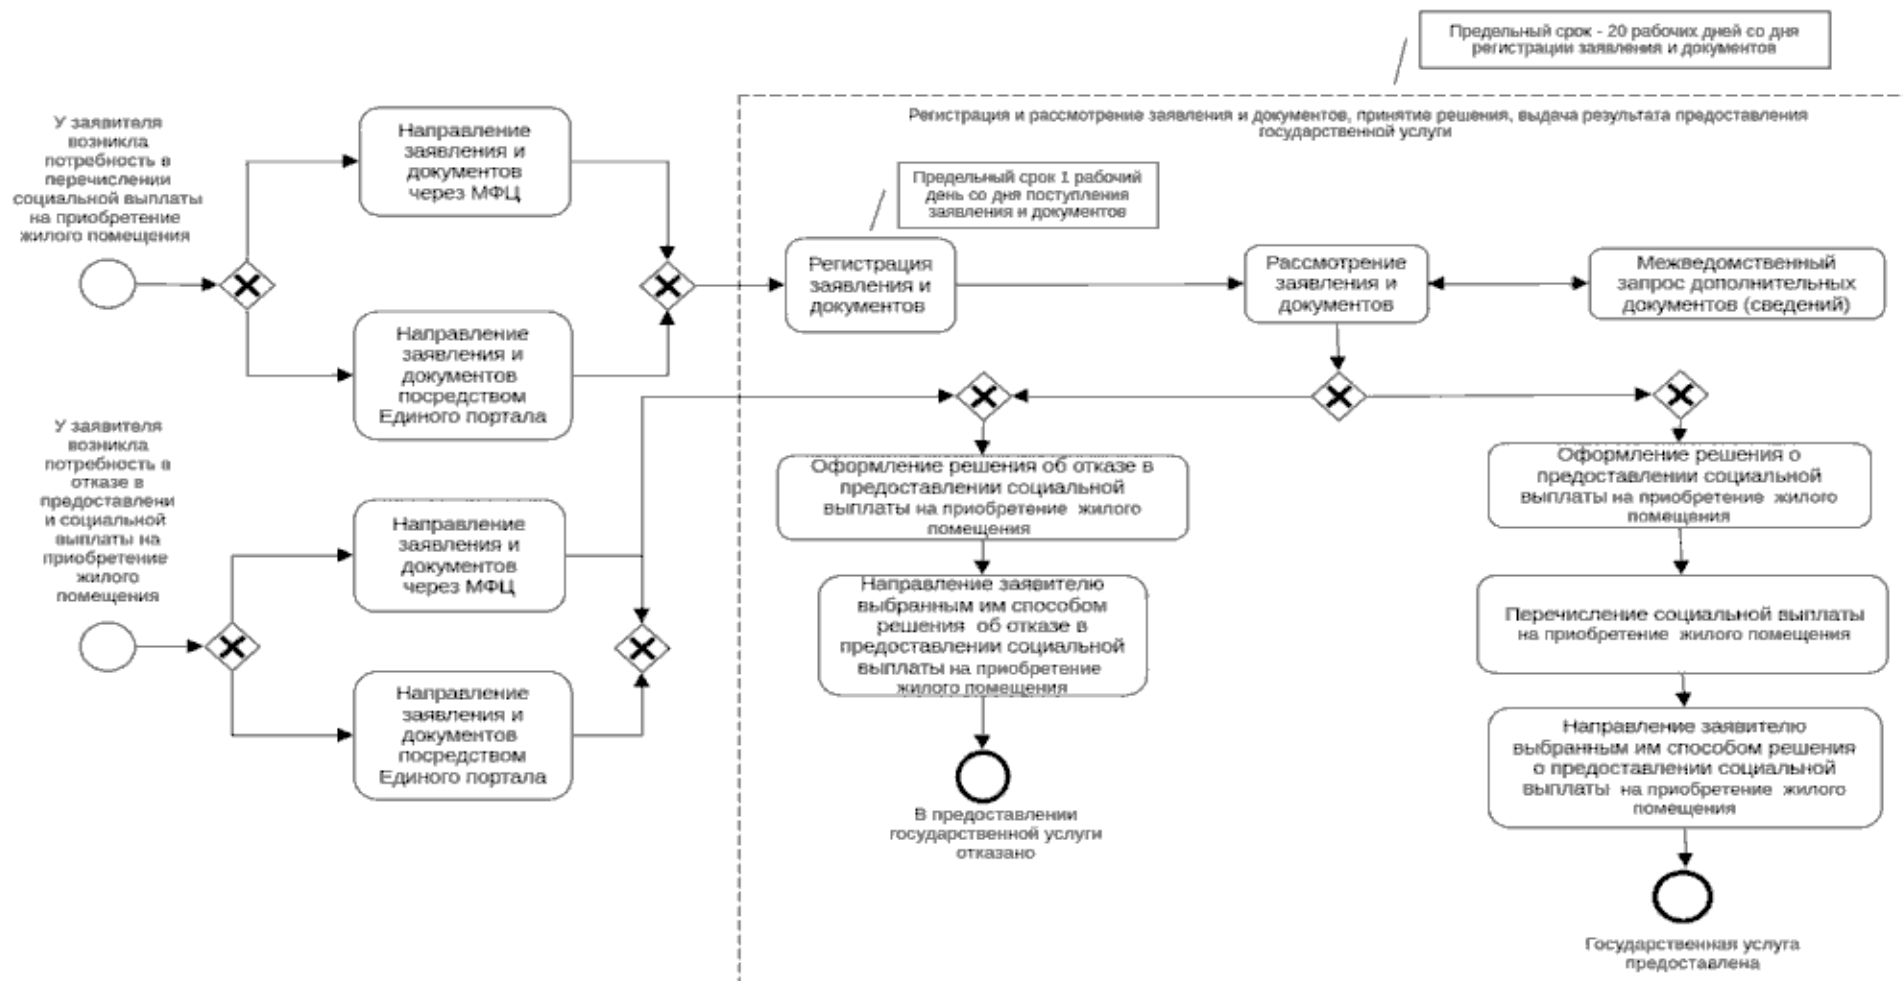 Предельный срок - 20 рабочих дней со дня
регистрации заявления и документов
Регистрация и рассмотрение заявления и документов, принятие решения, выдача результата предоставления
государственной услуги
У заявителя
возникла
потребность в
перечислении
социальной выплаты
на приобретение
жилого помещения
Направление
заявления и
документов
через МФЦ
Направление
заявления и
документов
посредством
Единого портала
Предельный срок 1 рабочий
день со дня поступления
заявления и документов
Регистрация
заявления и
документов
Рассмотрение
заявления и
документов
Межведомственный
запрос дополнительных
документов (сведений)
У заявителя
возникла
потребность в
отказе в
предоставлени
и социальной
выплаты на
приобретение
жилого
помещения
Направление
заявления и
документов
через МФЦ
Направление
заявления и
документов
посредством
Единого портала
Оформление решения об отказе в
предоставлении социальной
выплаты на приобретение жилого
помещения
Направление заявителю
выбранным им способом
решения об отказе в
предоставлении социальной
выплаты на приобретение
жилого помещения
В предоставлении
государственной услуги
отказано
Оформление решения о
предоставлении социальной
выплаты на приобретение жилого
помещения
Перечисление социальной выплаты
на приобретение жилого помещения
Направление заявителю
выбранным им способом решения
о предоставлении социальной
выплаты на приобретение жилого
помещения
Государственная услуга
предоставлена